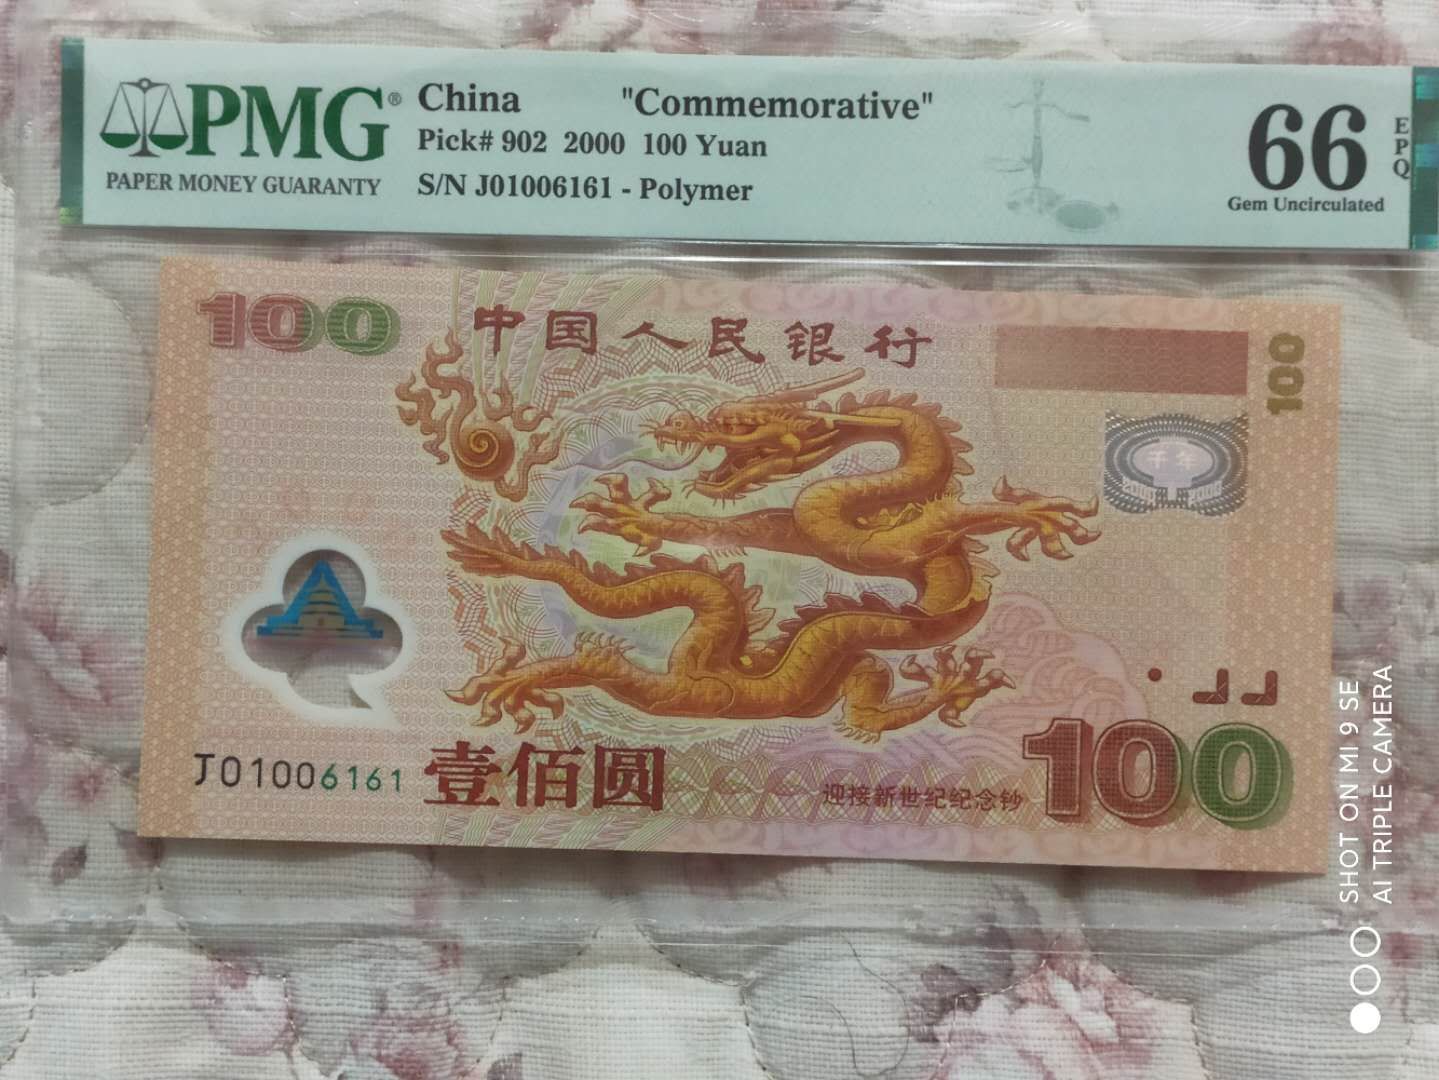 PMG®
PAPER MONEY GUARANTY
China "Commemorative"
Pick# 902 2000 100 Yuan
S/N J01006161 - Polymer
66
EPQ
Gem Uncirculated
100
中国人民银行
100
千年
J01006161
壹佰圆
迎接新世纪纪念钞
100
SHOT ON MI 9 SE
AI TRIPLE CAMERA